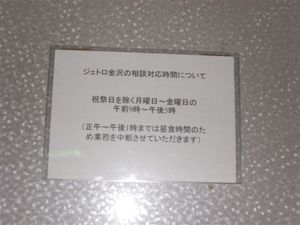 ジェトロ金沢の相談対応時間について
祝祭日を除く月曜日～金曜日の
午前9時～午後5時
(正午～午後1時までは昼食時間のた
め業務を中断させていただきます)